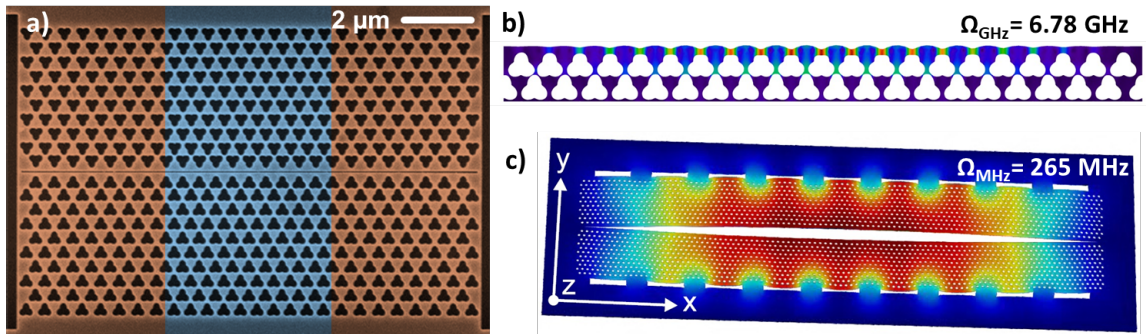 a)
2 μm
b)
Ω_GHz= 6.78 GHz
c)
Ω_MHz= 265 MHz
y
z
x